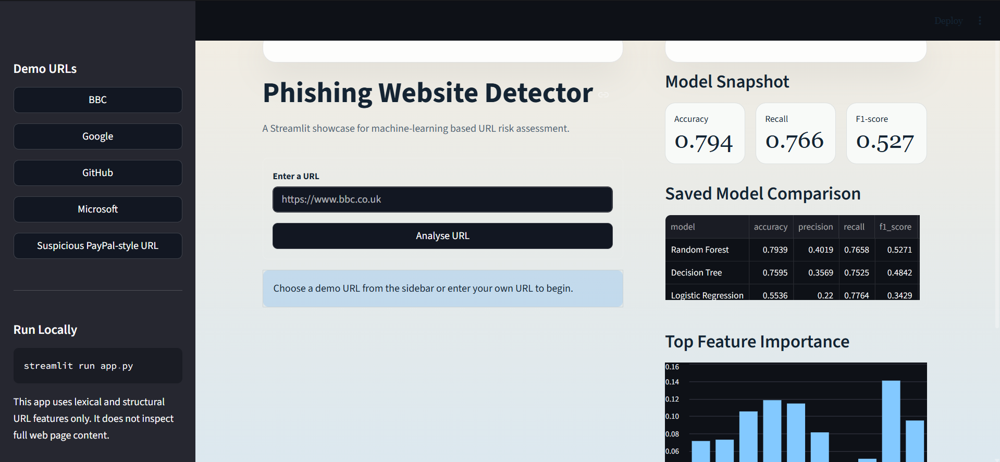 Deploy
Demo URLs
BBC
Google
GitHub
Microsoft
Suspicious PayPal-style URL
Run Locally
streamlit run app.py
This app uses lexical and structural
URL features only. It does not inspect
full web page content.
Phishing Website Detector
A Streamlit showcase for machine-learning based URL risk assessment.
Enter a URL
https://www.bbc.co.uk
Analyse URL
Choose a demo URL from the sidebar or enter your own URL to begin.
Model Snapshot
Accuracy
0.794
Recall
0.766
F1-score
0.527
Saved Model Comparison
model accuracy precision recall f1_score
Random Forest 0.7939 0.4019 0.7658 0.5271
Decision Tree 0.7595 0.3569 0.7525 0.4842
Logistic Regression 0.5536 0.22 0.7764 0.3429
Top Feature Importance
0.16
0.14
0.12
0.10
0.08
0.06